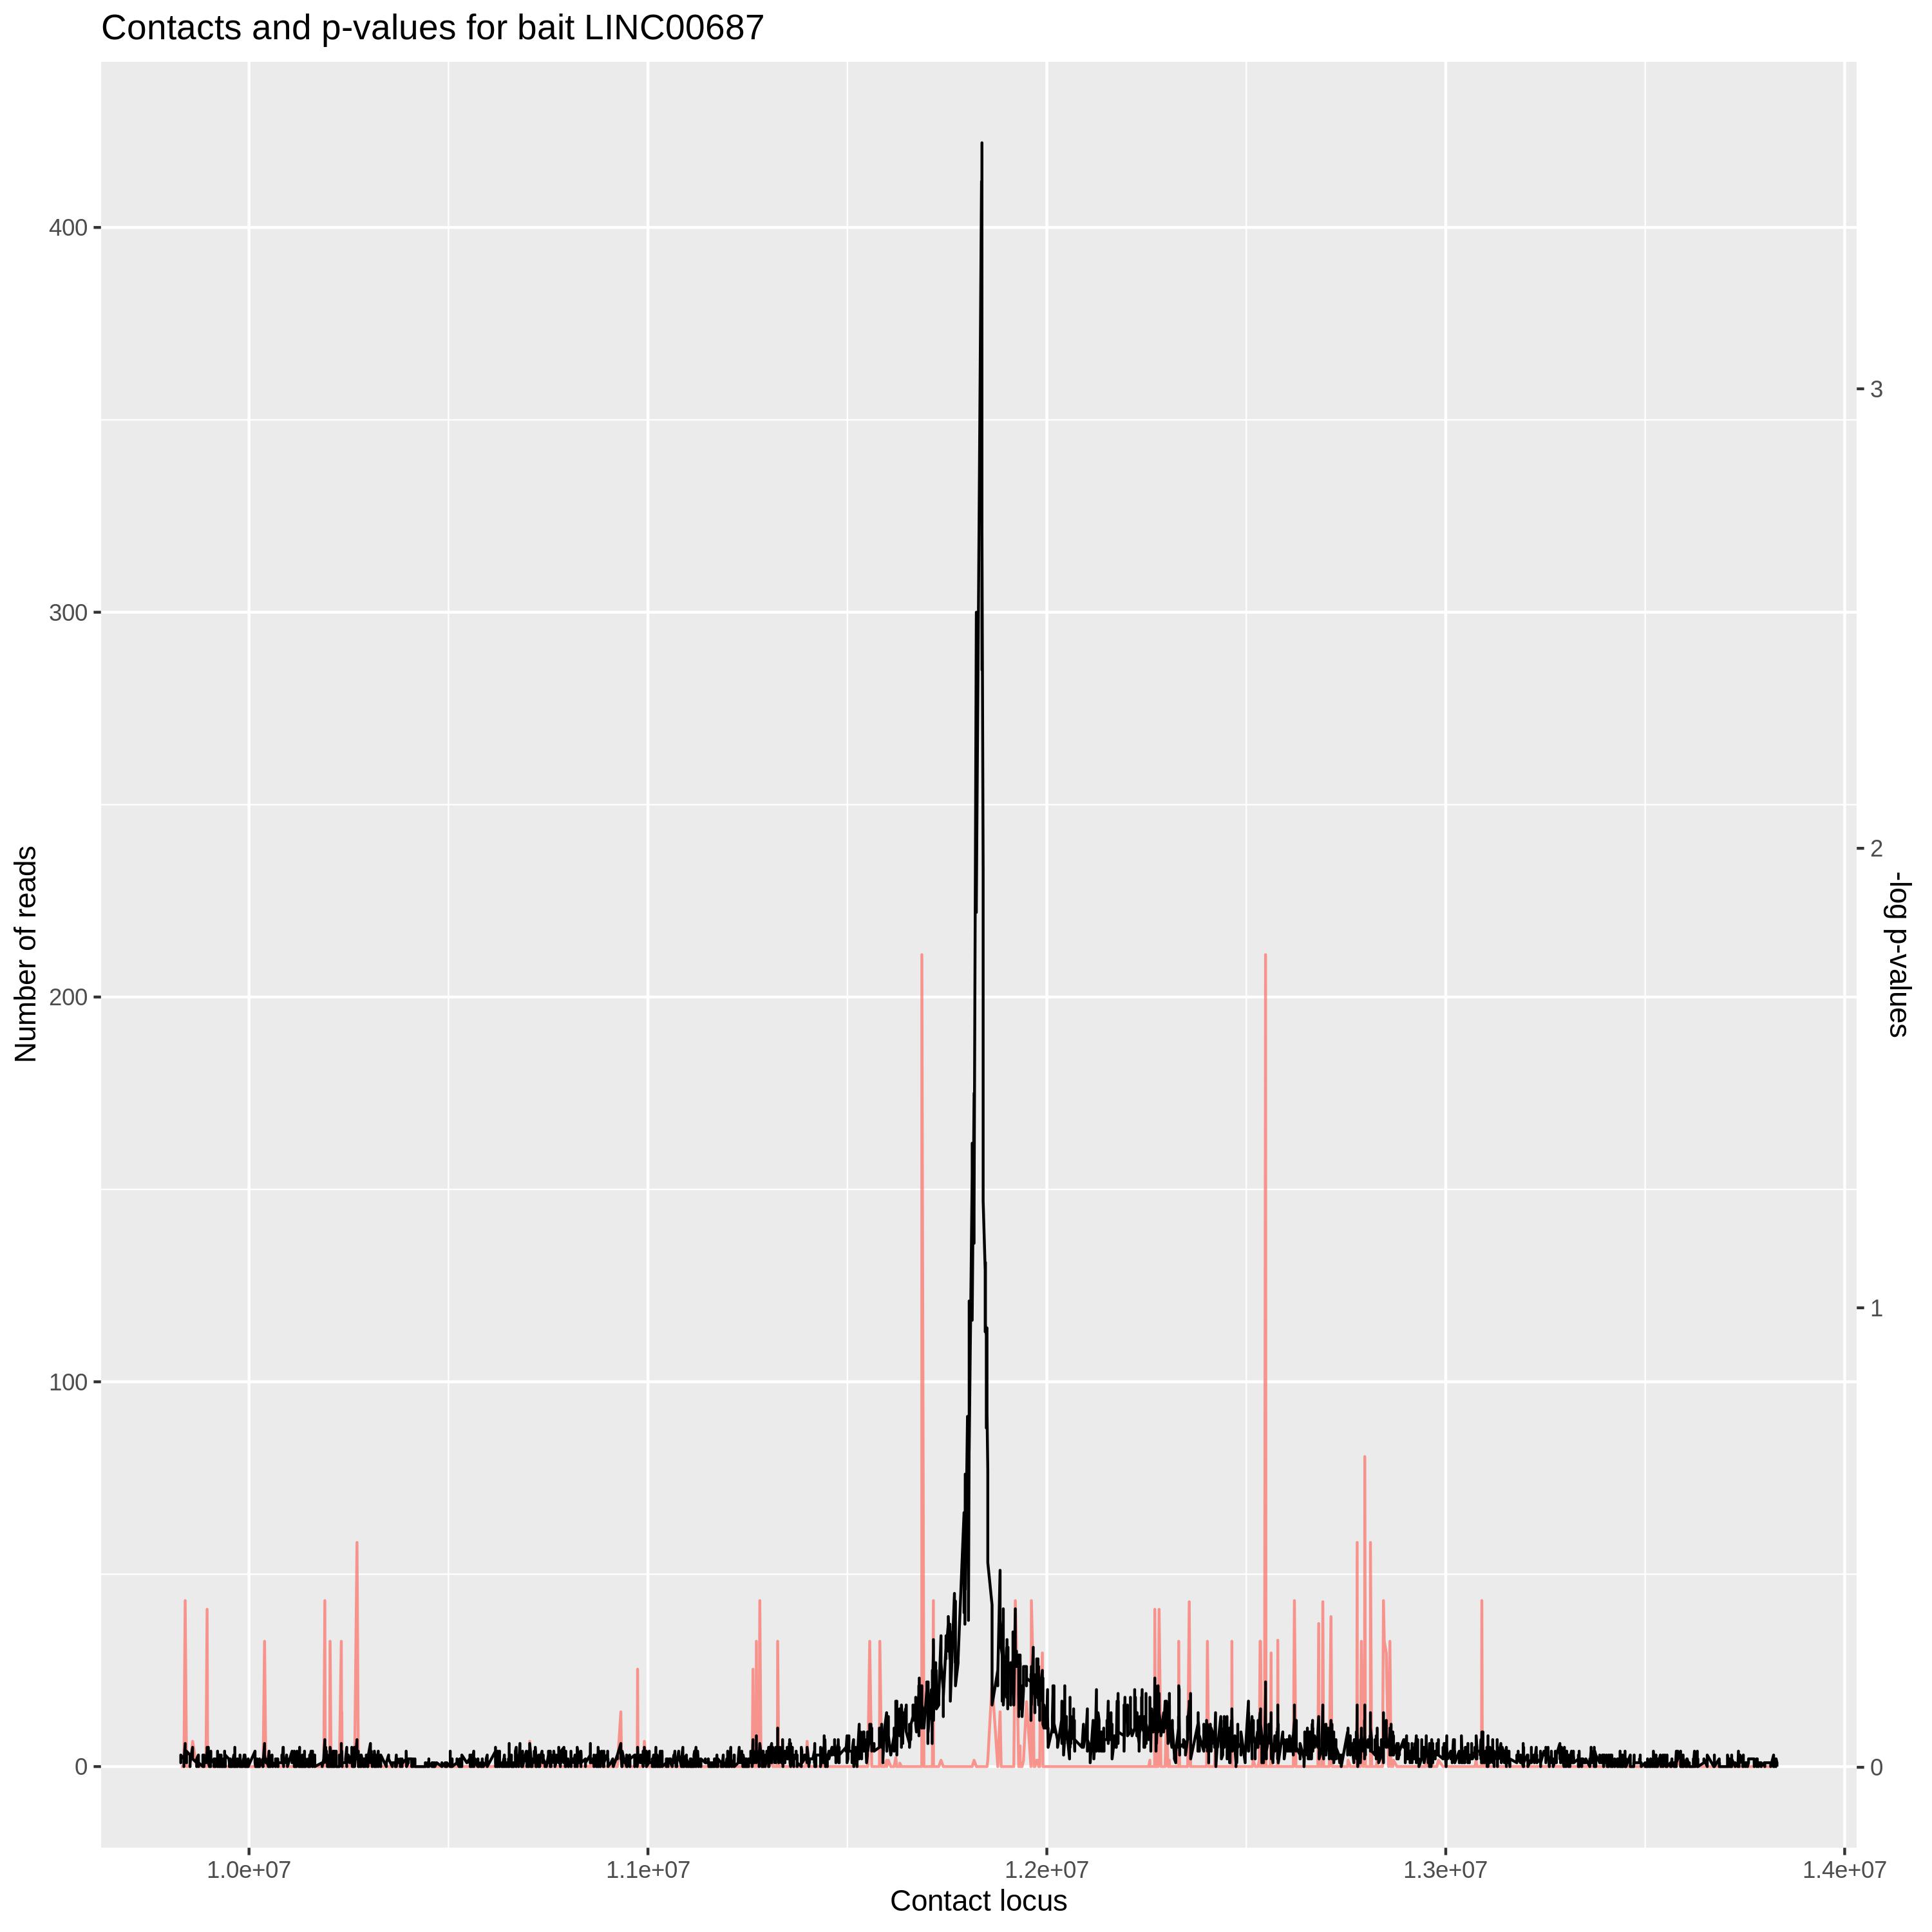 Contacts and p-values for bait LINC00687
400
300
200
100
0
3
2
1
0
Number of reads
-log p-values
1.0e+07
1.1e+07
1.2e+07
1.3e+07
1.4e+07
Contact locus